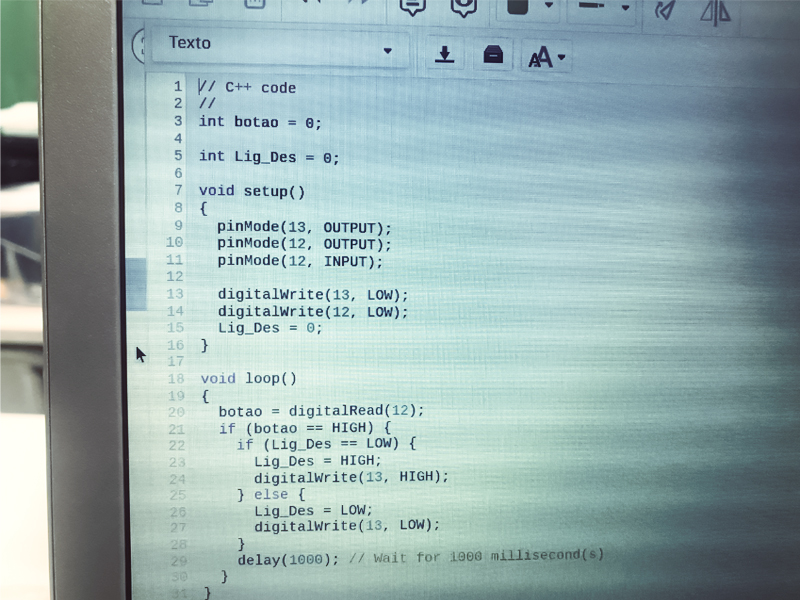 Texto
1 // C++ code
2 //
3 int botao = 0;
4
5 int Lig_Des = 0;
6
7 void setup()
8 {
9   pinMode(13, OUTPUT);
10   pinMode(12, OUTPUT);
11   pinMode(12, INPUT);
12
13   digitalWrite(13, LOW);
14   digitalWrite(12, LOW);
15   Lig_Des = 0;
16 }
17
18 void loop()
19 {
20   botao = digitalRead(12);
21   if (botao == HIGH) {
22     if (Lig_Des == LOW) {
23       Lig_Des = HIGH;
24       digitalWrite(13, HIGH);
25     } else {
26       Lig_Des = LOW;
27       digitalWrite(13, LOW);
28     }
29     delay(1000); // Wait for 1000 millisecond(s)
30   }
31 }